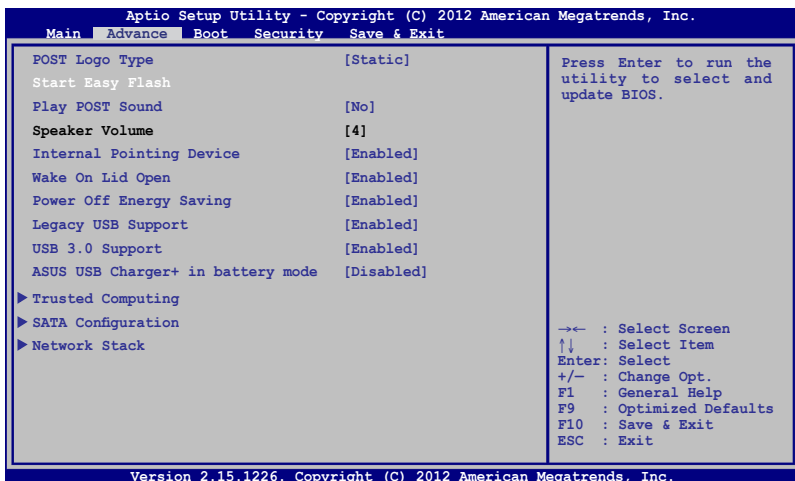 Aptio Setup Utility - Copyright (C) 2012 American Megatrends, Inc.
Main Advance Boot Security Save & Exit
POST Logo Type [Static]
Start Easy Flash
Play POST Sound [No]
Speaker Volume [4]
Internal Pointing Device [Enabled]
Wake On Lid Open [Enabled]
Power Off Energy Saving [Enabled]
Legacy USB Support [Enabled]
USB 3.0 Support [Enabled]
ASUS USB Charger+ in battery mode [Disabled]
▶ Trusted Computing
▶ SATA Configuration
▶ Network Stack
Press Enter to run the
utility to select and
update BIOS.
→← : Select Screen
↑↓ : Select Item
Enter: Select
+/— : Change Opt.
F1 : General Help
F9 : Optimized Defaults
F10 : Save & Exit
ESC : Exit
Version 2.15.1226. Copyright (C) 2012 American Megatrends, Inc.